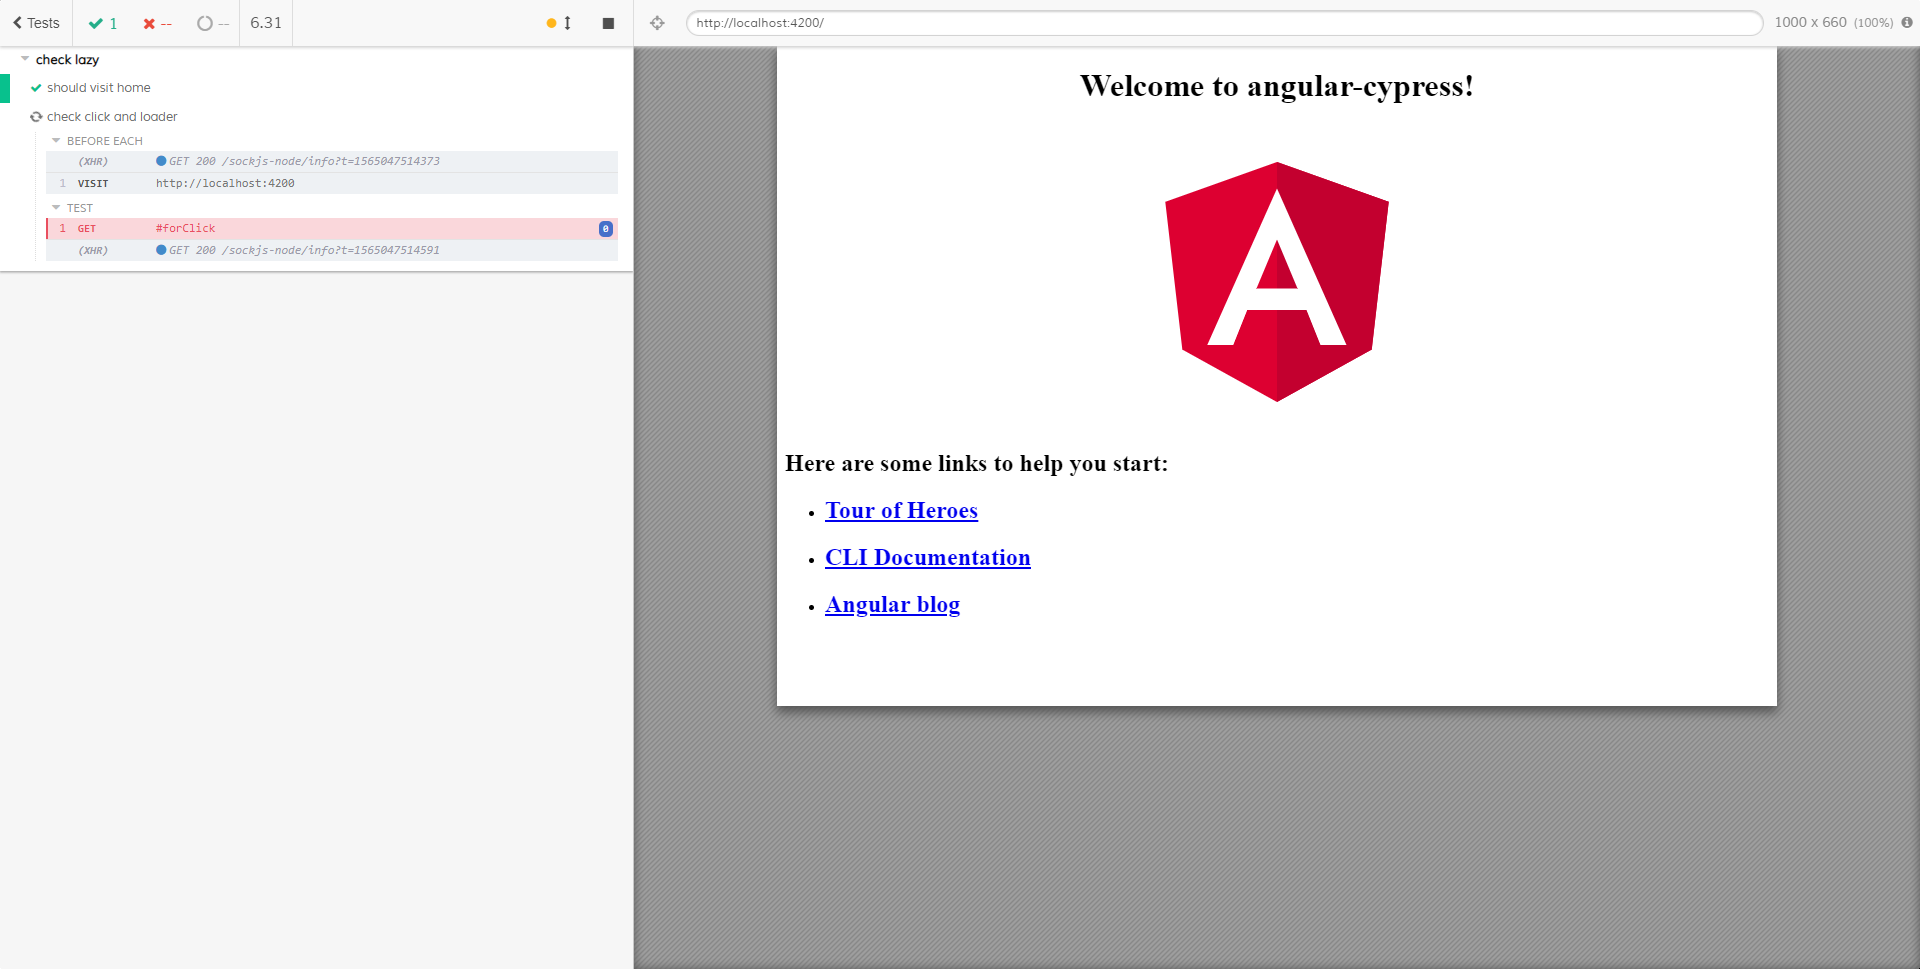 Tests 1 -- -- 6.31
check lazy
should visit home
check click and loader
BEFORE EACH
(XHR) GET 200 /sockjs-node/info?t=1565047514373
1 VISIT http://localhost:4200
TEST
1 GET #forClick 0
(XHR) GET 200 /sockjs-node/info?t=1565047514591
http://localhost:4200/ 1000 x 660 (100%)
Welcome to angular-cypress!
A
Here are some links to help you start:
Tour of Heroes
CLI Documentation
Angular blog